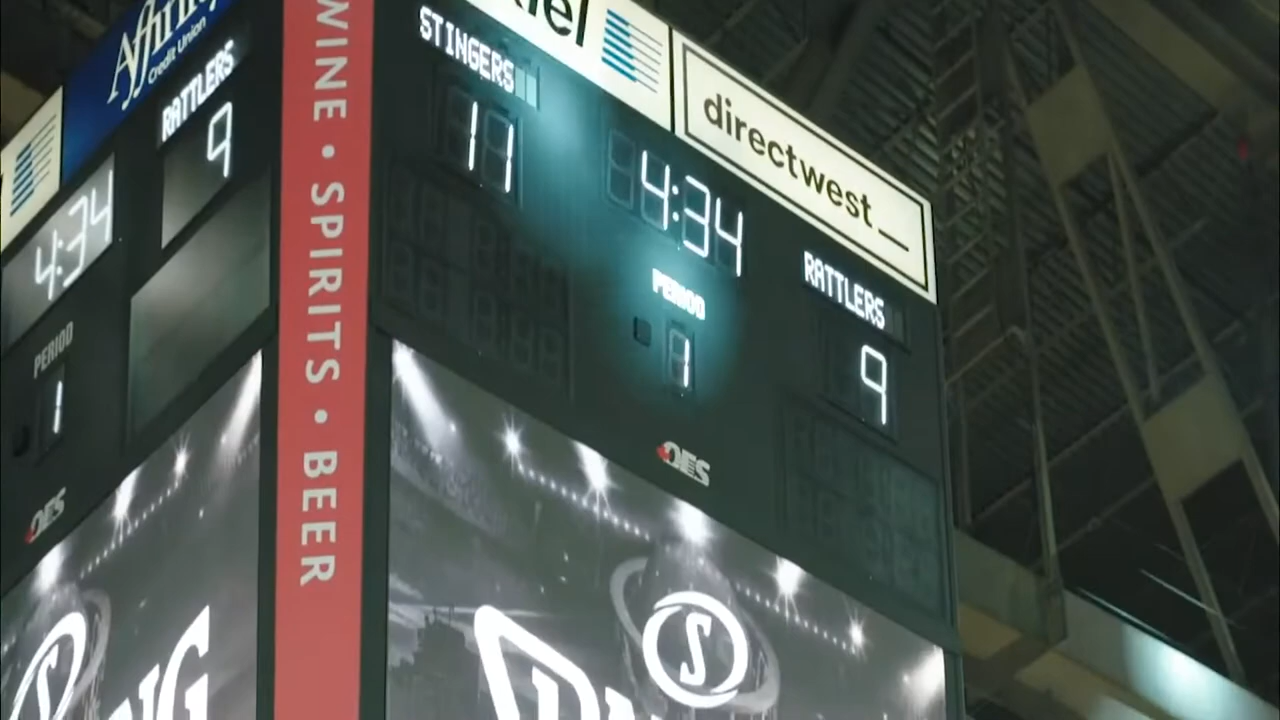 Affinity
Credit Union
RATTLERS
9
4:34
PERIOD
1
OES
WINE • SPIRITS • BEER
STINGERS
11
directwest_
4:34
PERIOD
1
RATTLERS
9
OES
S
S